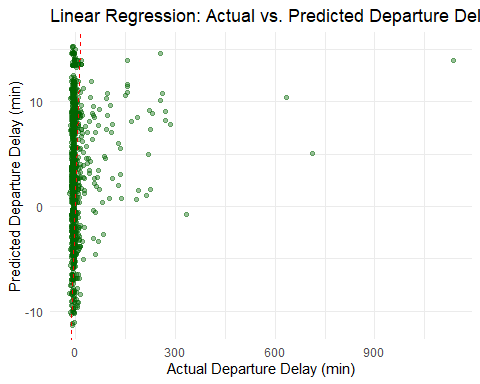 Linear Regression: Actual vs. Predicted Departure Del
10
0
-10
Predicted Departure Delay (min)
0
300
600
900
Actual Departure Delay (min)